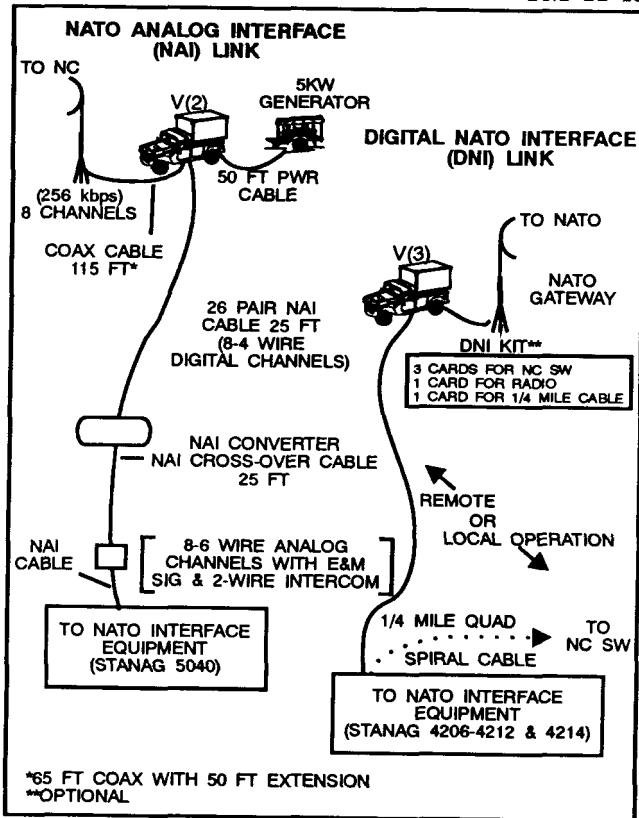 NATO ANALOG INTERFACE
(NAI) LINK
TO NC
V(2)
5KW
GENERATOR
50 FT PWR
CABLE
(256 kbps)
8 CHANNELS
COAX CABLE
115 FT*
26 PAIR NAI
CABLE 25 FT
(8-4 WIRE
DIGITAL CHANNELS)
NAI CONVERTER
NAI CROSS-OVER CABLE
25 FT
NAI
CABLE
8-6 WIRE ANALOG
CHANNELS WITH E&M
SIG & 2-WIRE INTERCOM
TO NATO INTERFACE
EQUIPMENT
(STANAG 5040)
DIGITAL NATO INTERFACE
(DNI) LINK
TO NATO
V(3)
NATO
GATEWAY
DNI KIT**
3 CARDS FOR NC SW
1 CARD FOR RADIO
1 CARD FOR 1/4 MILE CABLE
REMOTE
OR
LOCAL OPERATION
1/4 MILE QUAD
SPIRAL CABLE
TO
NC SW
TO NATO INTERFACE
EQUIPMENT
(STANAG 4206-4212 & 4214)
*65 FT COAX WITH 50 FT EXTENSION
**OPTIONAL